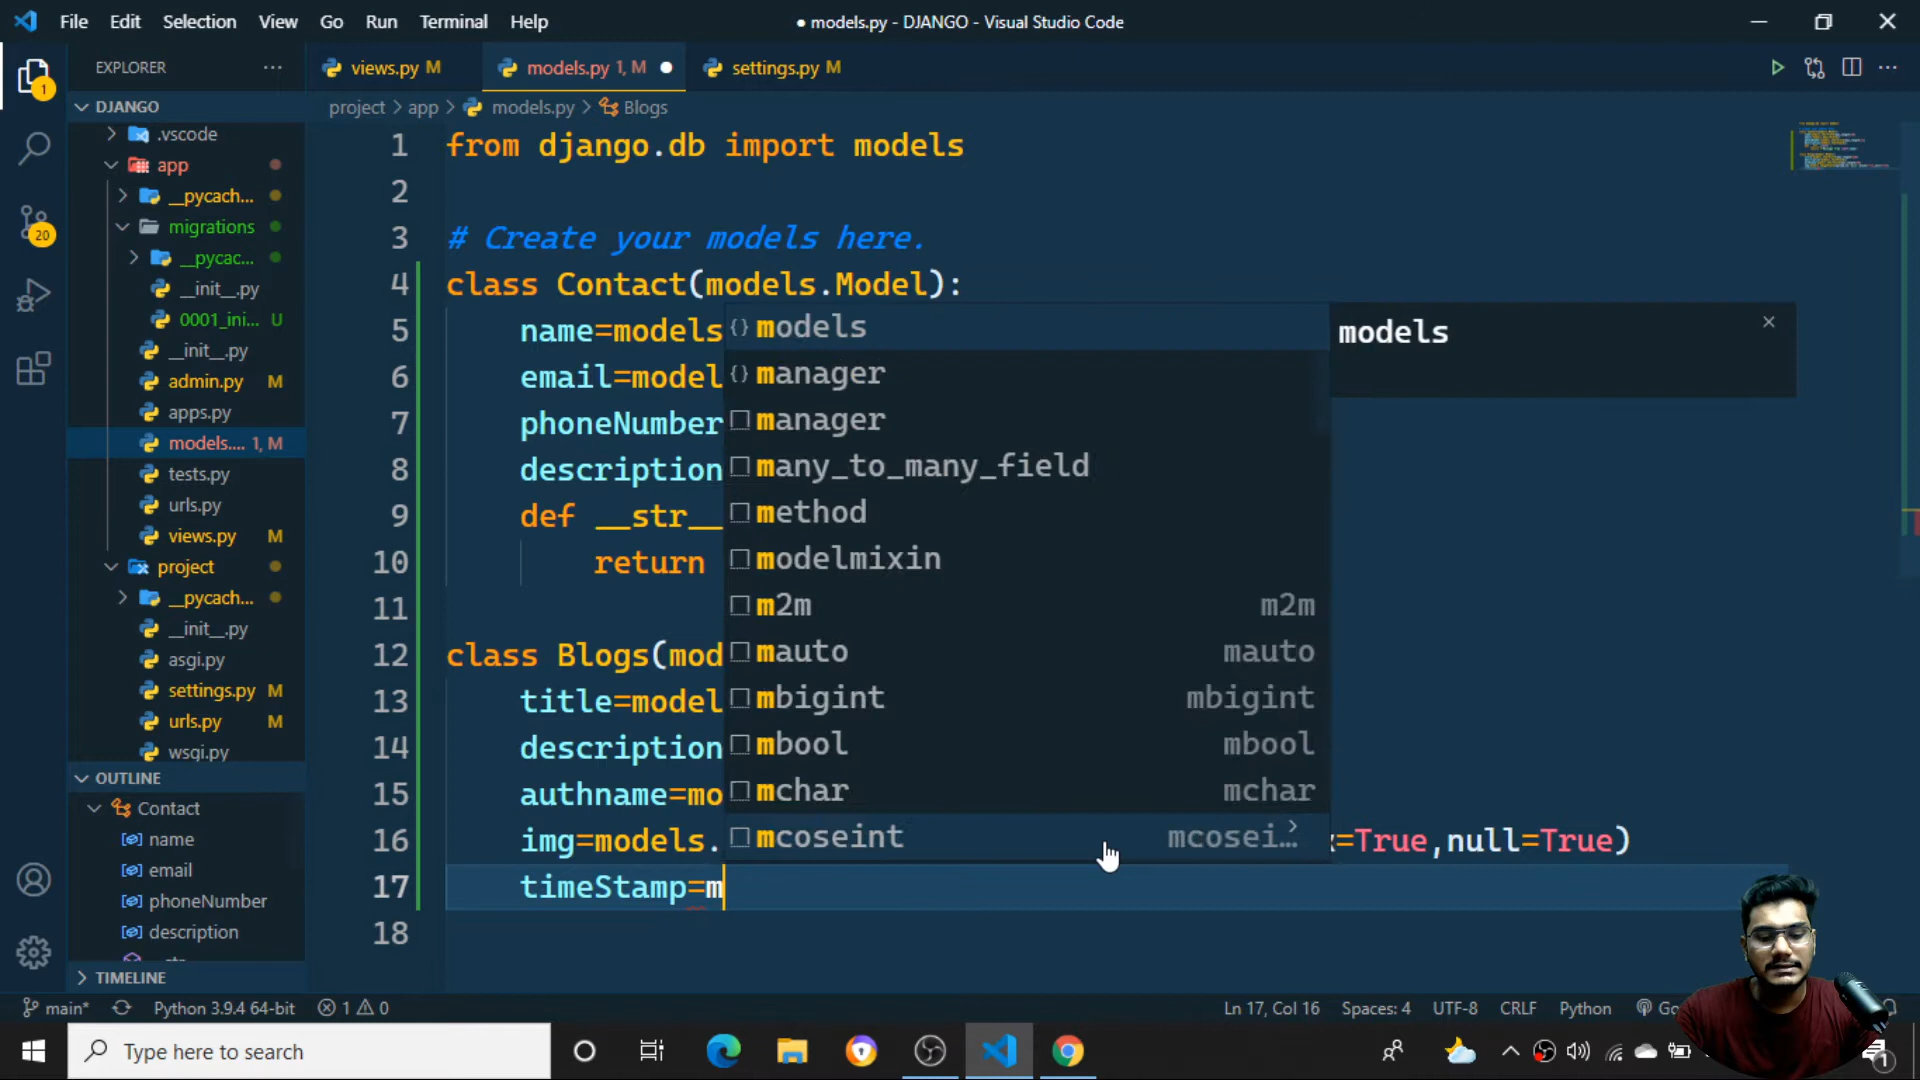 File Edit Selection View Go Run Terminal Help
● models.py - DJANGO - Visual Studio Code
EXPLORER ···
views.py M
models.py 1, M ●
settings.py M
DJANGO
project > app > models.py > Blogs
.vscode
app
__pycach...
migrations
__pycac...
__init__.py
0001_ini... U
__init__.py
admin.py M
apps.py
models.... 1, M
tests.py
urls.py
views.py M
project
__pycach...
__init__.py
asgi.py
settings.py M
urls.py M
wsgi.py
OUTLINE
Contact
name
email
phoneNumber
description
TIMELINE
1 from django.db import models
2
3 # Create your models here.
4 class Contact(models.Model):
5 name=models
6 email=model
7 phoneNumber
8 description
9 def __str__
10 return
11
12 class Blogs(mod
13 title=model
14 description
15 authname=mo
16 img=models. =True,null=True)
17 timeStamp=m
18
models
manager
manager
many_to_many_field
method
modelmixin
m2m m2m
mauto mauto
mbigint mbigint
mbool mbool
mchar mchar
mcoseint mcosei...
models
1
20
main* Python 3.9.4 64-bit 1 0
Ln 17, Col 16 Spaces: 4 UTF-8 CRLF Python Go
Type here to search
1